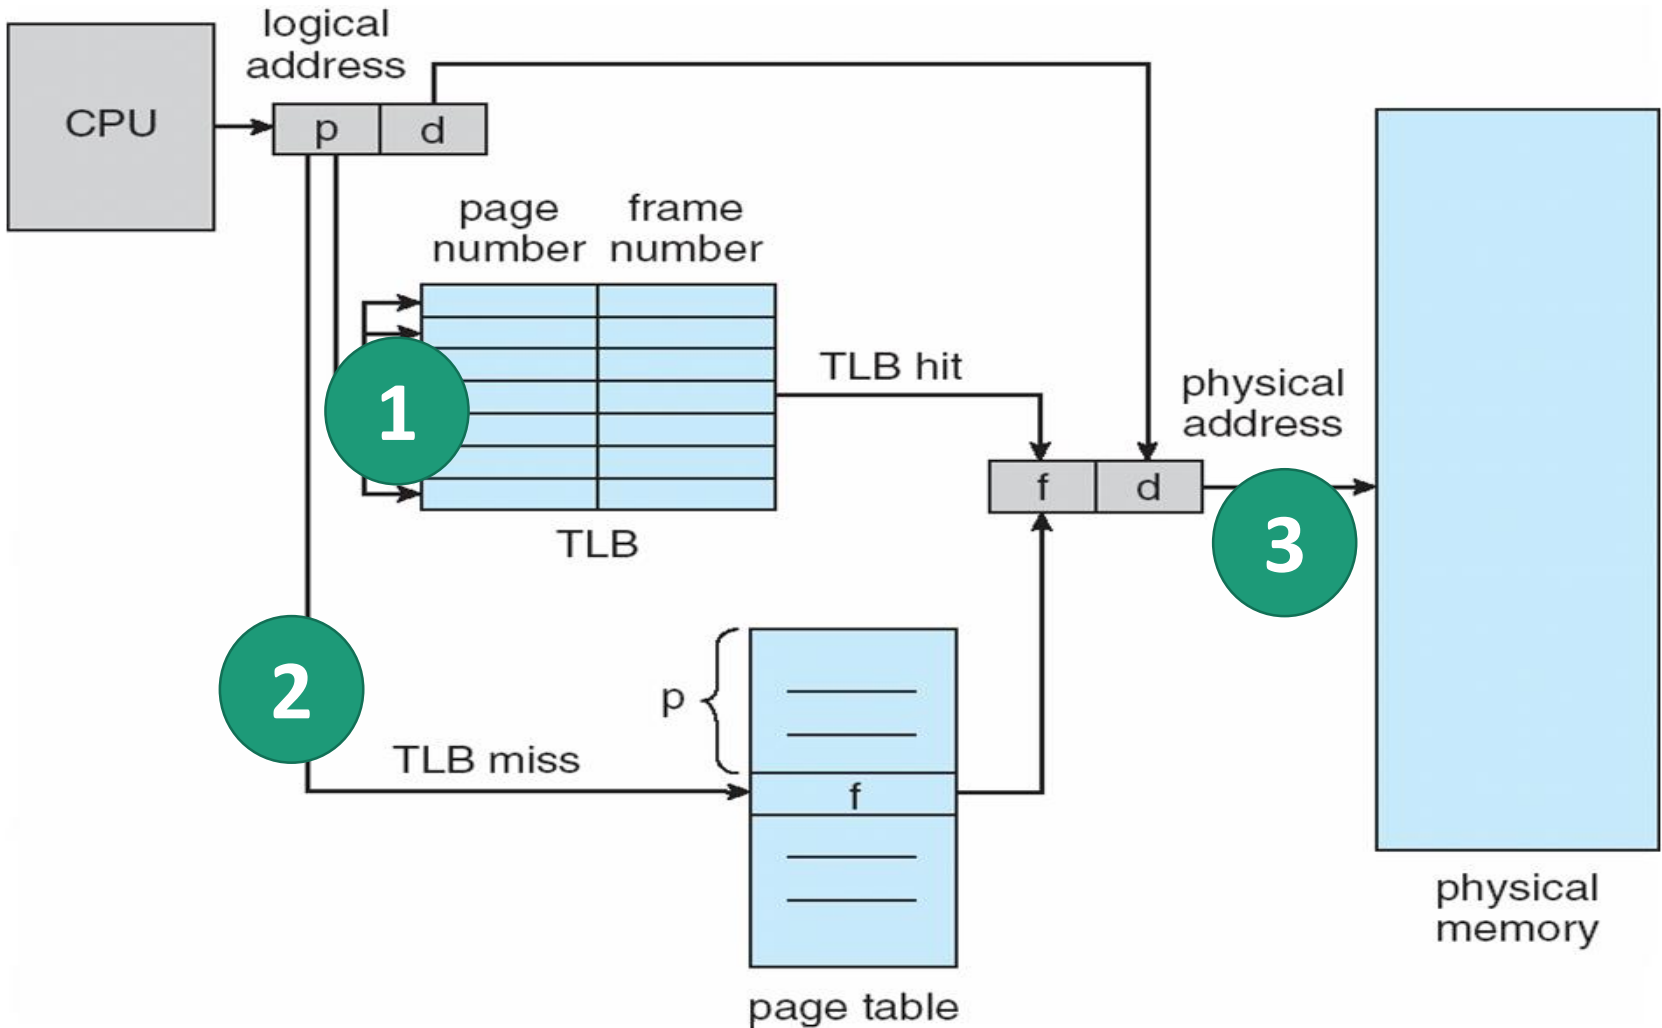 logical
address
CPU
p
d
page
number
frame
number
TLB hit
1
physical
address
f
d
3
TLB
2
p
TLB miss
f
physical
memory
page table